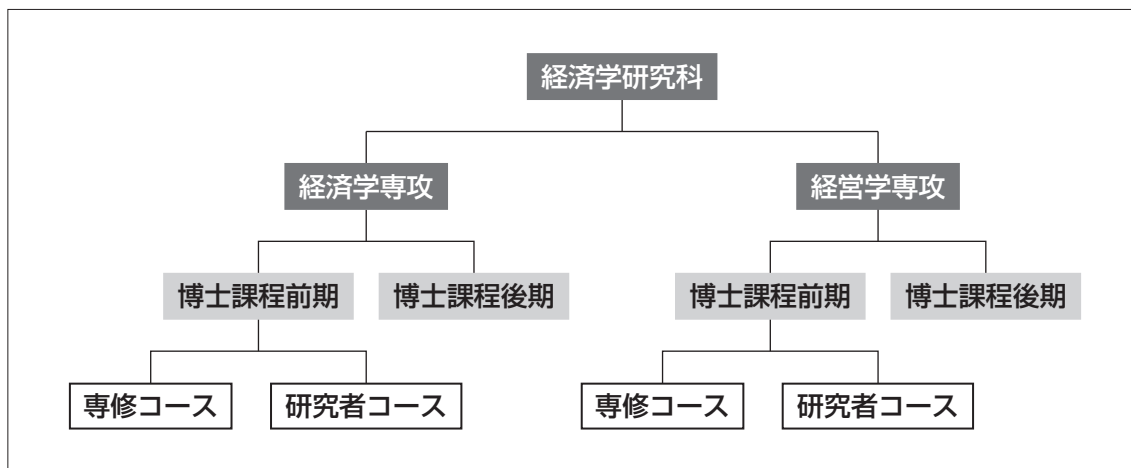 経済学研究科
経済学専攻
経営学専攻
博士課程前期
博士課程後期
博士課程前期
博士課程後期
専修コース
研究者コース
専修コース
研究者コース